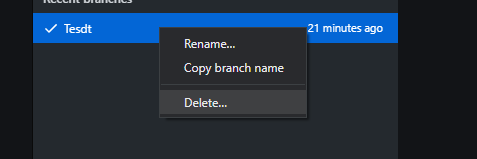 Recent Branches
Tesdt
21 minutes ago
Rename...
Copy branch name
Delete...